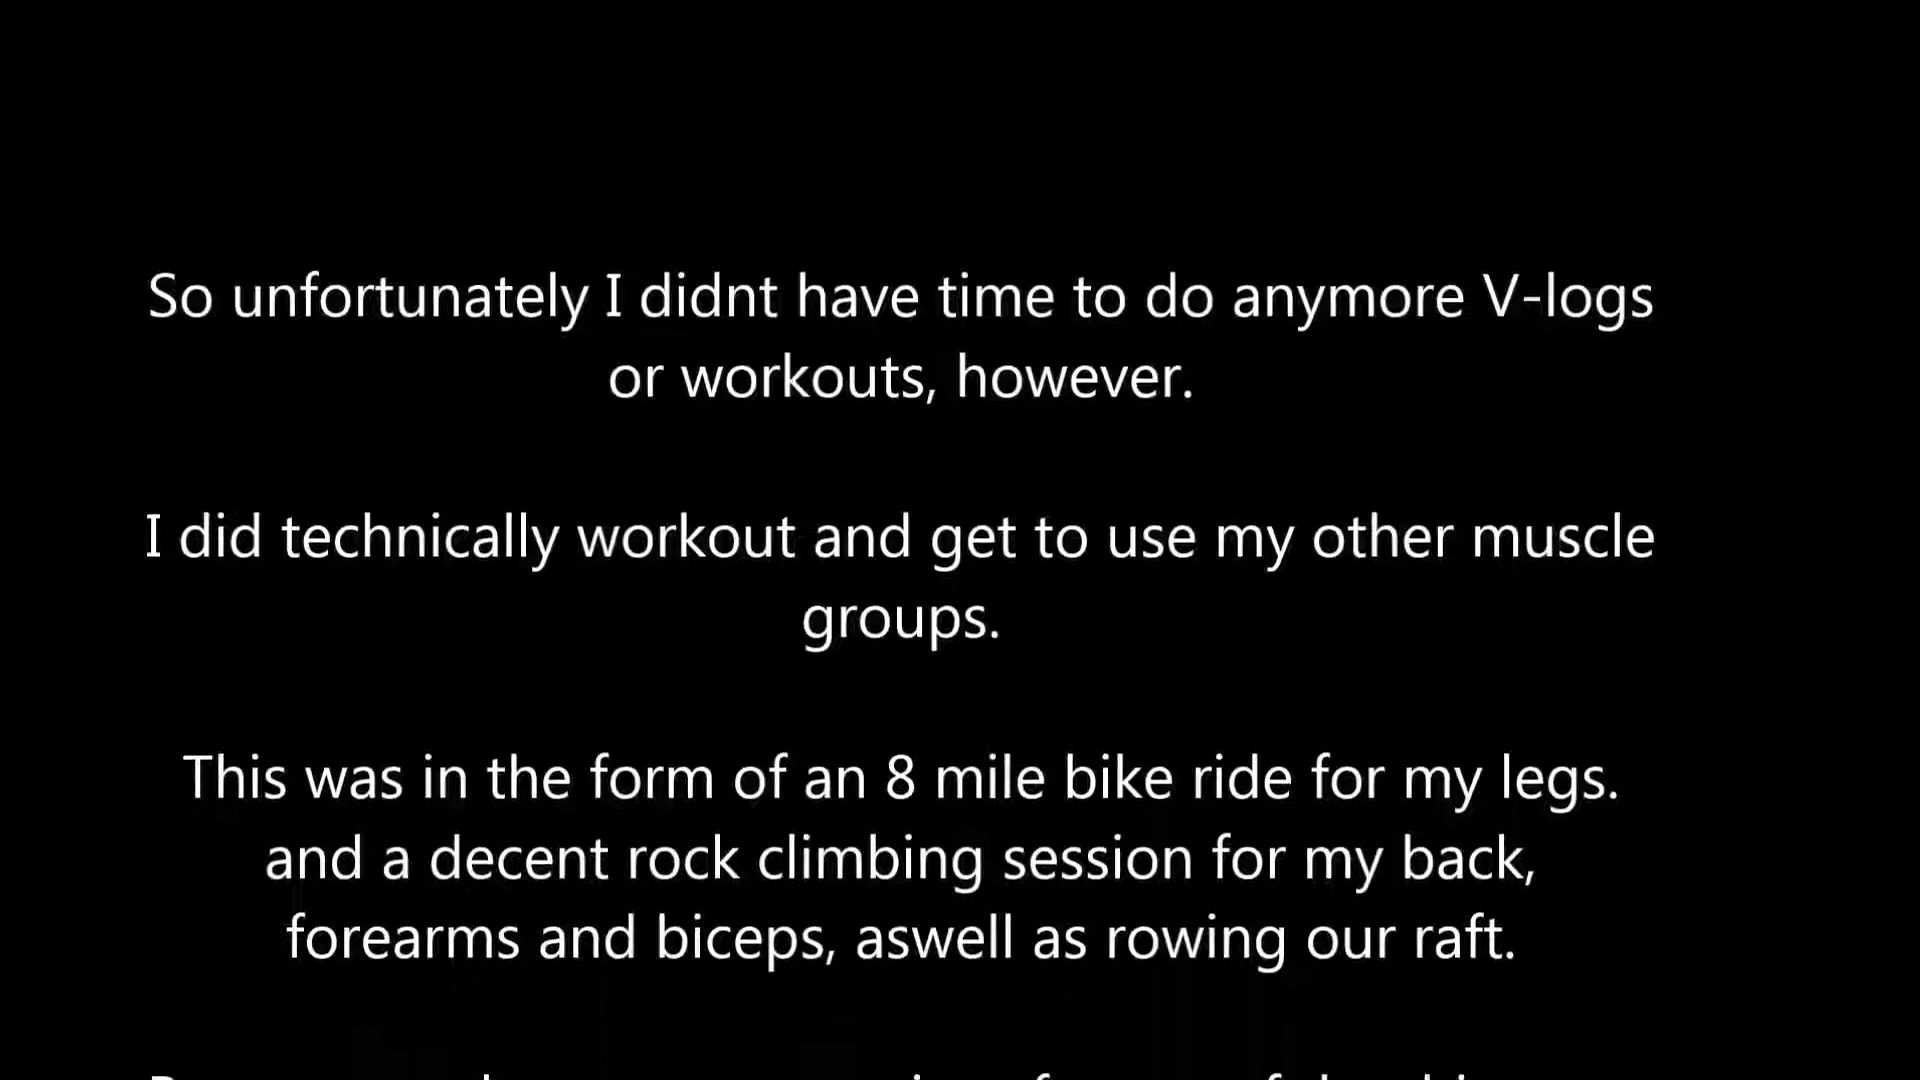 So unfortunately I didnt have time to do anymore V-logs
or workouts, however.
I did technically workout and get to use my other muscle
groups.
This was in the form of an 8 mile bike ride for my legs.
and a decent rock climbing session for my back,
forearms and biceps, aswell as rowing our raft.